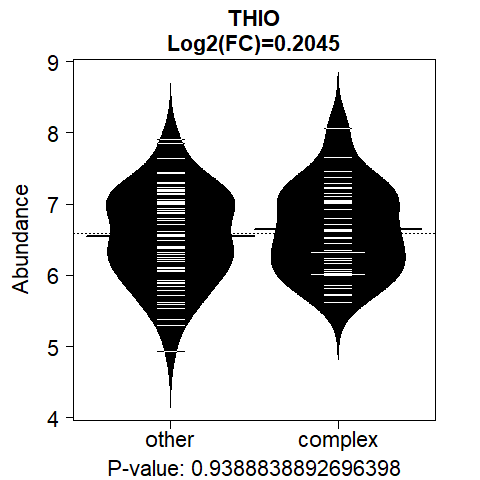 THIO
Log2(FC)=0.2045
9
8
7
6
5
4
Abundance
other complex
P-value: 0.9388838892696398